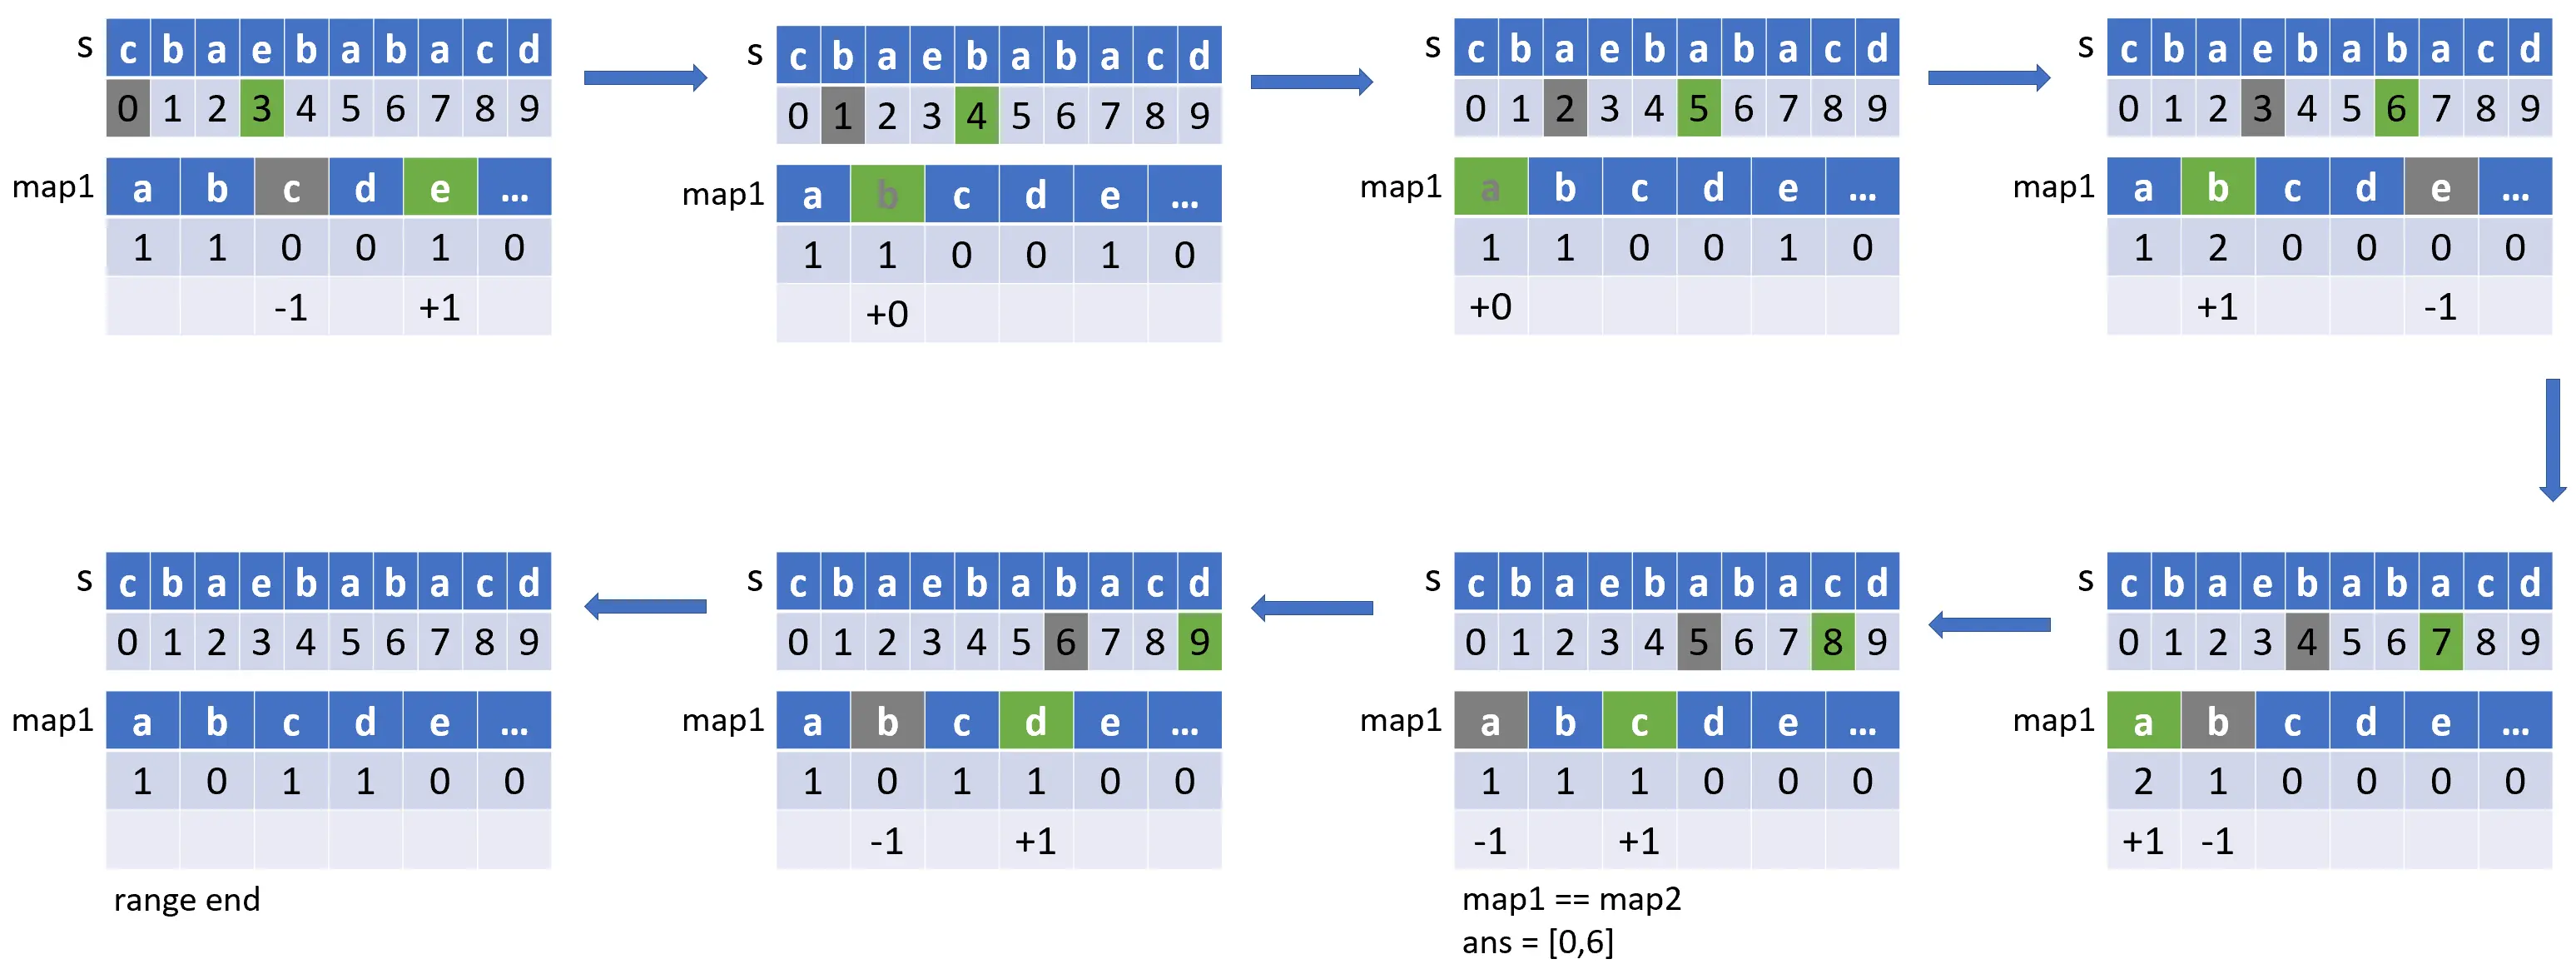 s c b a e b a b a c d
0 1 2 3 4 5 6 7 8 9
map1 a b c d e ...
1 1 0 0 1 0
-1 +1
s c b a e b a b a c d
0 1 2 3 4 5 6 7 8 9
map1 a b c d e ...
1 1 0 0 1 0
+0
s c b a e b a b a c d
0 1 2 3 4 5 6 7 8 9
map1 a b c d e ...
1 1 0 0 1 0
+0
s c b a e b a b a c d
0 1 2 3 4 5 6 7 8 9
map1 a b c d e ...
1 2 0 0 0 0
+1 -1
s c b a e b a b a c d
0 1 2 3 4 5 6 7 8 9
map1 a b c d e ...
2 1 0 0 0 0
+1 -1
s c b a e b a b a c d
0 1 2 3 4 5 6 7 8 9
map1 a b c d e ...
1 1 1 0 0 0
-1 +1
map1 == map2
ans = [0,6]
s c b a e b a b a c d
0 1 2 3 4 5 6 7 8 9
map1 a b c d e ...
1 0 1 1 0 0
-1 +1
s c b a e b a b a c d
0 1 2 3 4 5 6 7 8 9
map1 a b c d e ...
1 0 1 1 0 0
range end